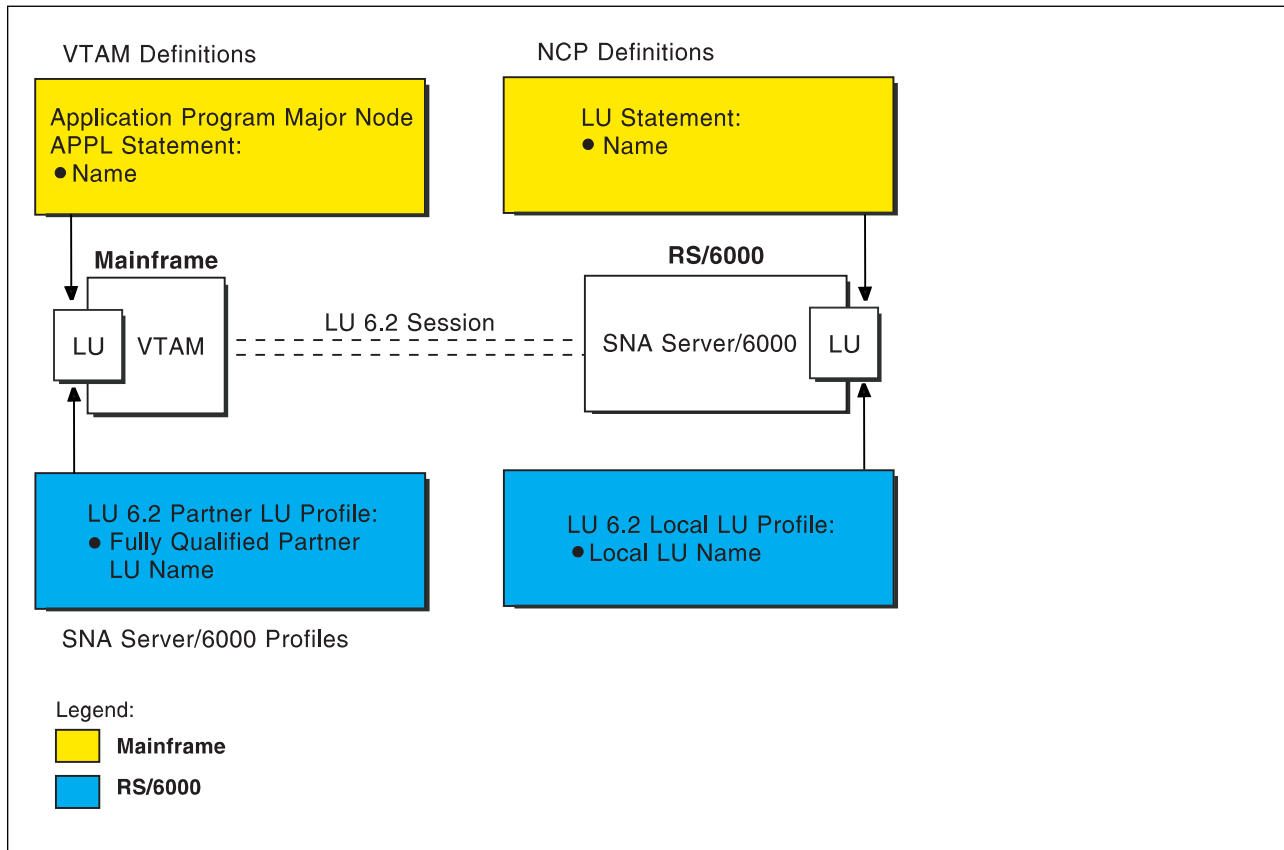 VTAM Definitions
NCP Definitions
Application Program Major Node
APPL Statement:
● Name
LU Statement:
● Name
Mainframe
RS/6000
LU
VTAM
LU 6.2 Session
SNA Server/6000
LU
LU 6.2 Partner LU Profile:
● Fully Qualified Partner
LU Name
LU 6.2 Local LU Profile:
● Local LU Name
SNA Server/6000 Profiles
Legend:
Mainframe
RS/6000